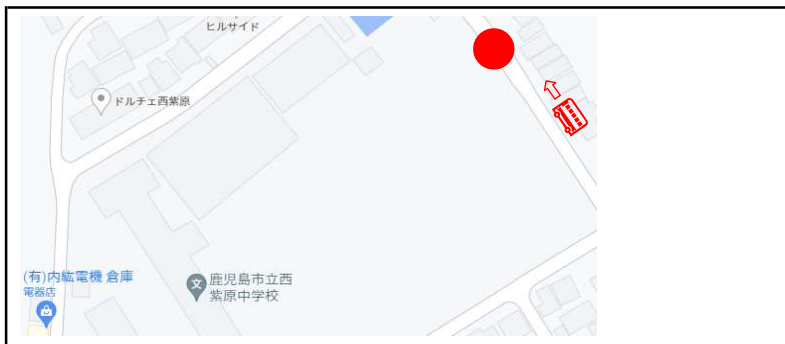 ヒルサイド
ドルチェ西紫原
(有)内紘電機 倉庫
電器店
文
鹿児島市立西
紫原中学校